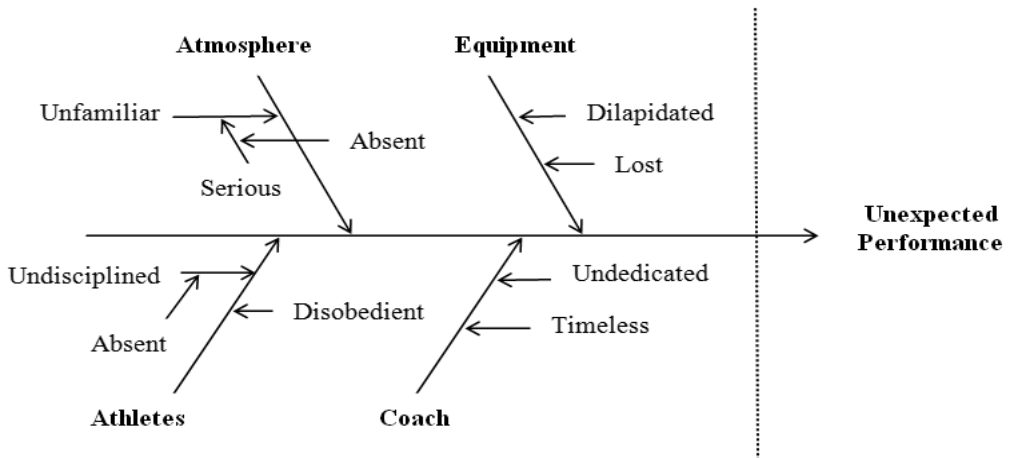 Atmosphere
Equipment
Unfamiliar
Dilapidated
Absent
Lost
Serious
Unexpected
Performance
Undisciplined
Undedicated
Disobedient
Timeless
Absent
Athletes
Coach